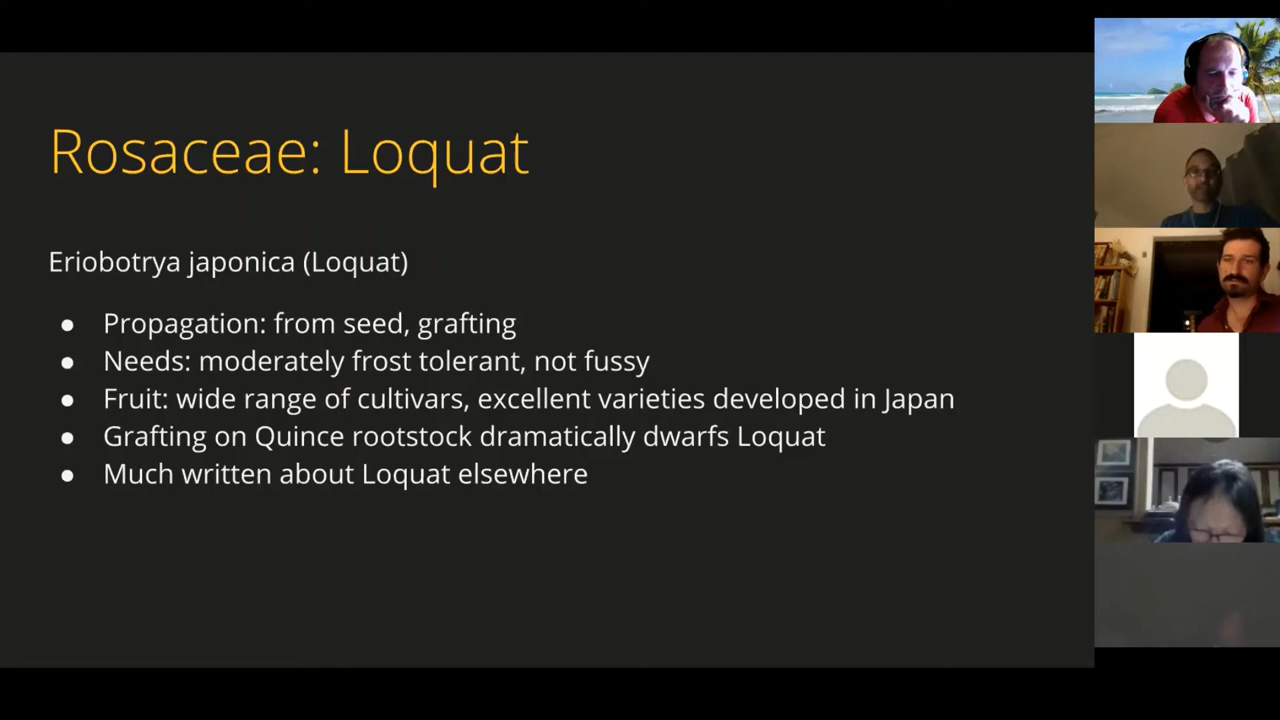 Rosaceae: Loquat
Eriobotrya japonica (Loquat)
● Propagation: from seed, grafting
● Needs: moderately frost tolerant, not fussy
● Fruit: wide range of cultivars, excellent varieties developed in Japan
● Grafting on Quince rootstock dramatically dwarfs Loquat
● Much written about Loquat elsewhere